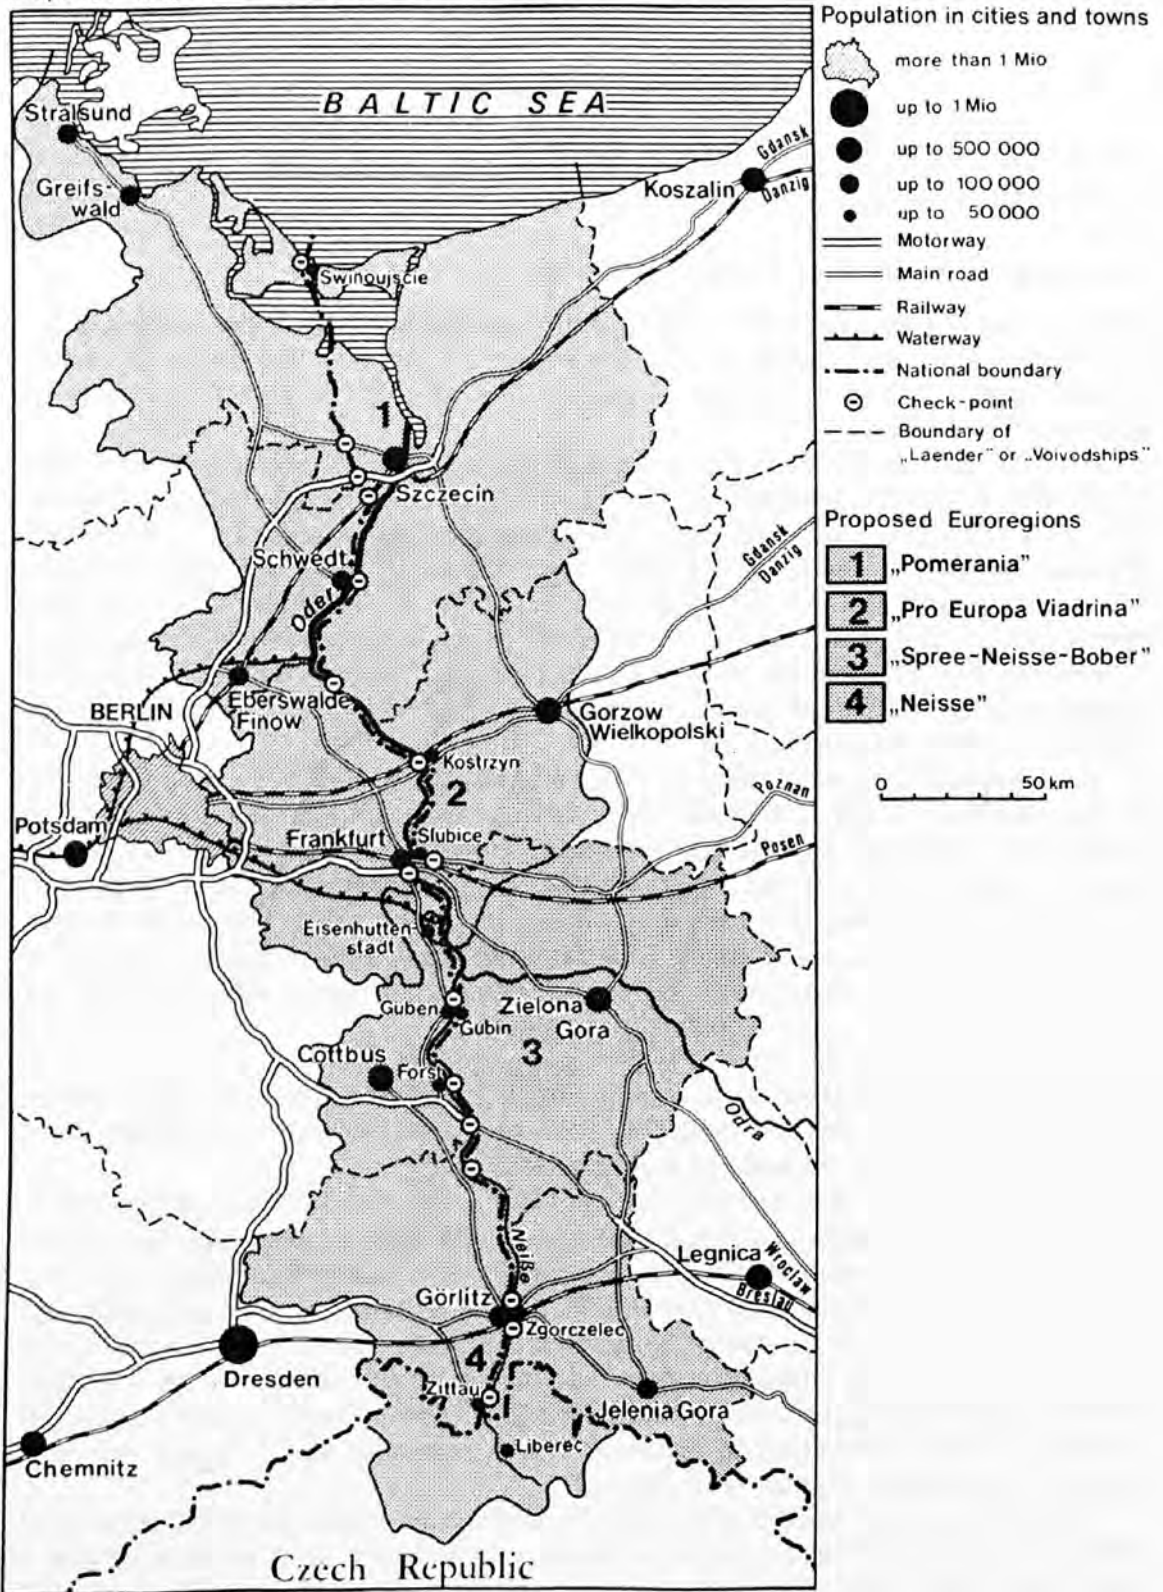 BALTIC SEA
Stralsund
Greifs-
wald
Koszalin
Gdansk
Danzig
Swinoujscie
1
Szczecin
Schwedt
Oder
Gdansk
Danzig
Eberswalde
Finow
BERLIN
Gorzow
Wielkopolski
Kostrzyn
2
Poznan
Posen
Potsdam
Frankfurt
Slubice
Eisenhutten-
stadt
Guben
Gubin
Zielona
Gora
3
Cottbus
Forst
Odra
Neiße
Legnica
Wroclaw
Breslau
Görlitz
Zgorczelec
4
Dresden
Zittau
Jelenia Gora
Liberec
Chemnitz
Czech Republic
Population in cities and towns
more than 1 Mio
up to 1 Mio
up to 500 000
up to 100 000
up to 50 000
Motorway
Main road
Railway
Waterway
National boundary
Check-point
Boundary of
„Laender" or „Voivodships"
Proposed Euroregions
1 „Pomerania"
2 „Pro Europa Viadrina"
3 „Spree-Neisse-Bober"
4 „Neisse"
0 50 km